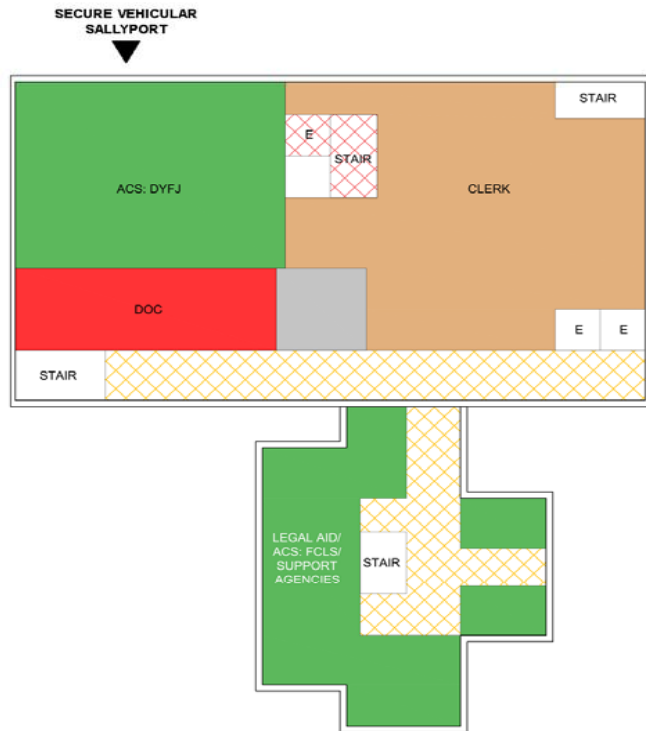 SECURE VEHICULAR
SALLYPORT
STAIR
E
STAIR
ACS: DYFJ
CLERK
DOC
E
E
STAIR
LEGAL AID/
ACS: FCLS/
SUPPORT
AGENCIES
STAIR